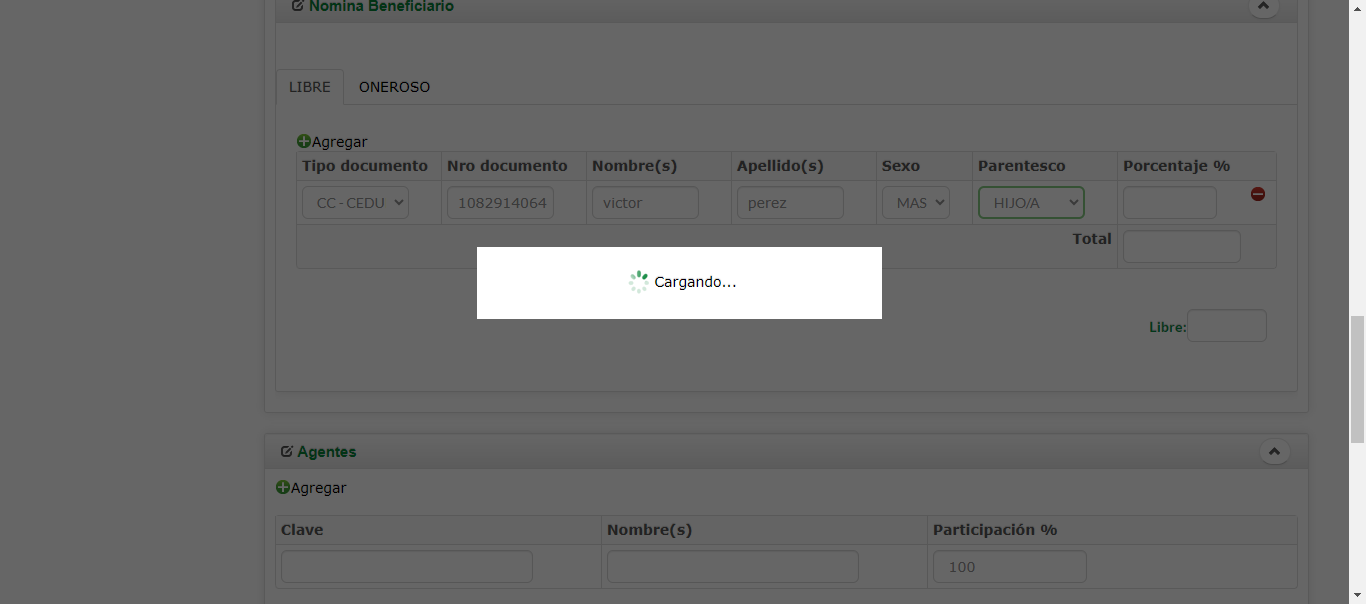 Nomina Beneficiario
LIBRE ONEROSO
Agregar
Tipo documento Nro documento Nombre(s) Apellido(s) Sexo Parentesco Porcentaje %
CC - CEDU 1082914064 victor perez MAS HIJO/A
Total
Cargando...
Libre:
Agentes
Agregar
Clave Nombre(s) Participación %
100